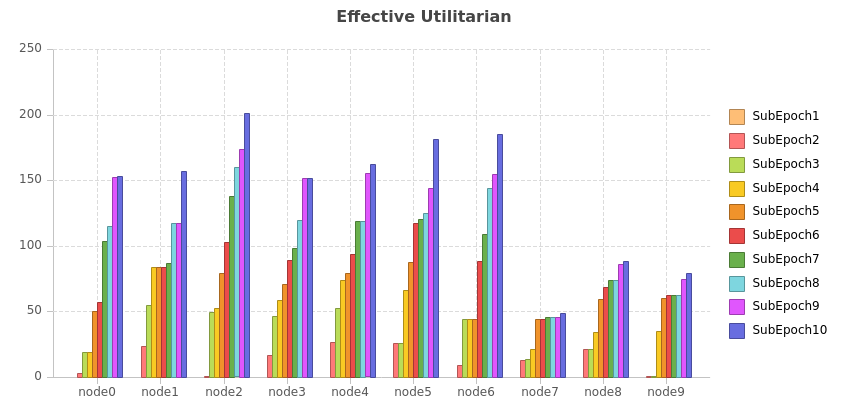 Effective Utilitarian
250
200
150
100
50
0
node0 node1 node2 node3 node4 node5 node6 node7 node8 node9
SubEpoch1
SubEpoch2
SubEpoch3
SubEpoch4
SubEpoch5
SubEpoch6
SubEpoch7
SubEpoch8
SubEpoch9
SubEpoch10